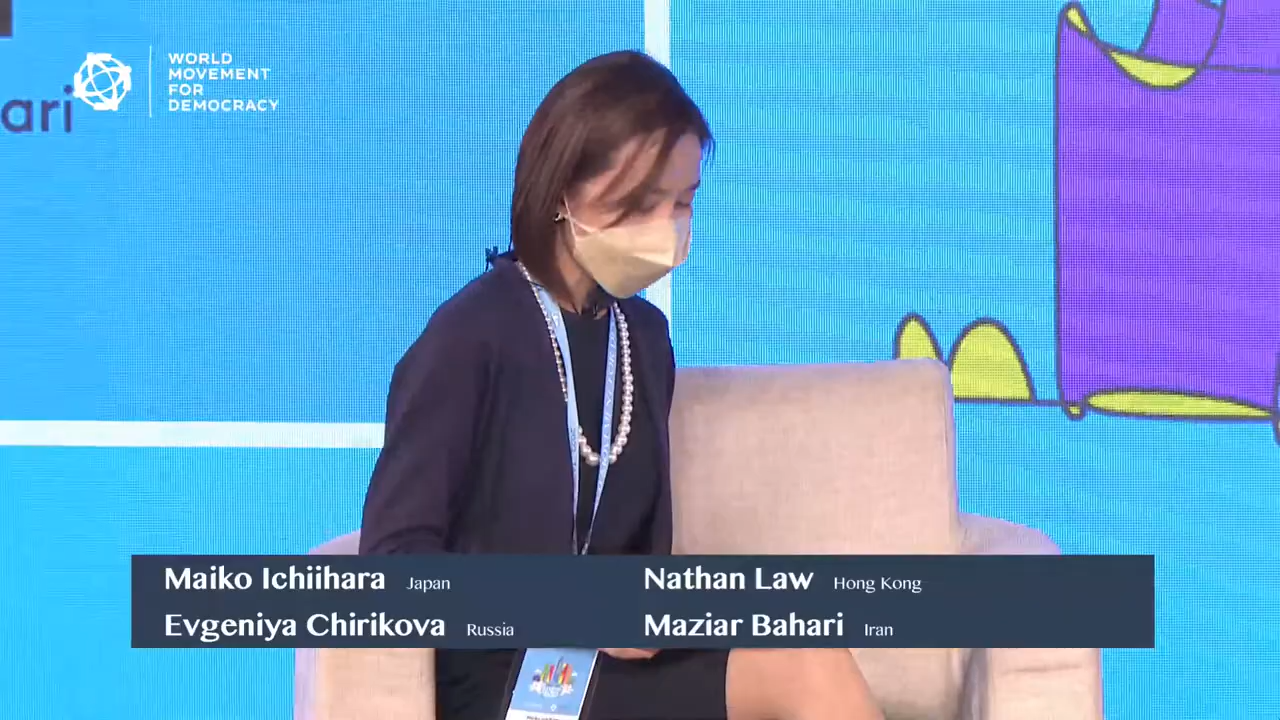 ari
WORLD
MOVEMENT
FOR
DEMOCRACY
Maiko Ichiihara Japan
Nathan Law Hong Kong
Evgeniya Chirikova Russia
Maziar Bahari Iran